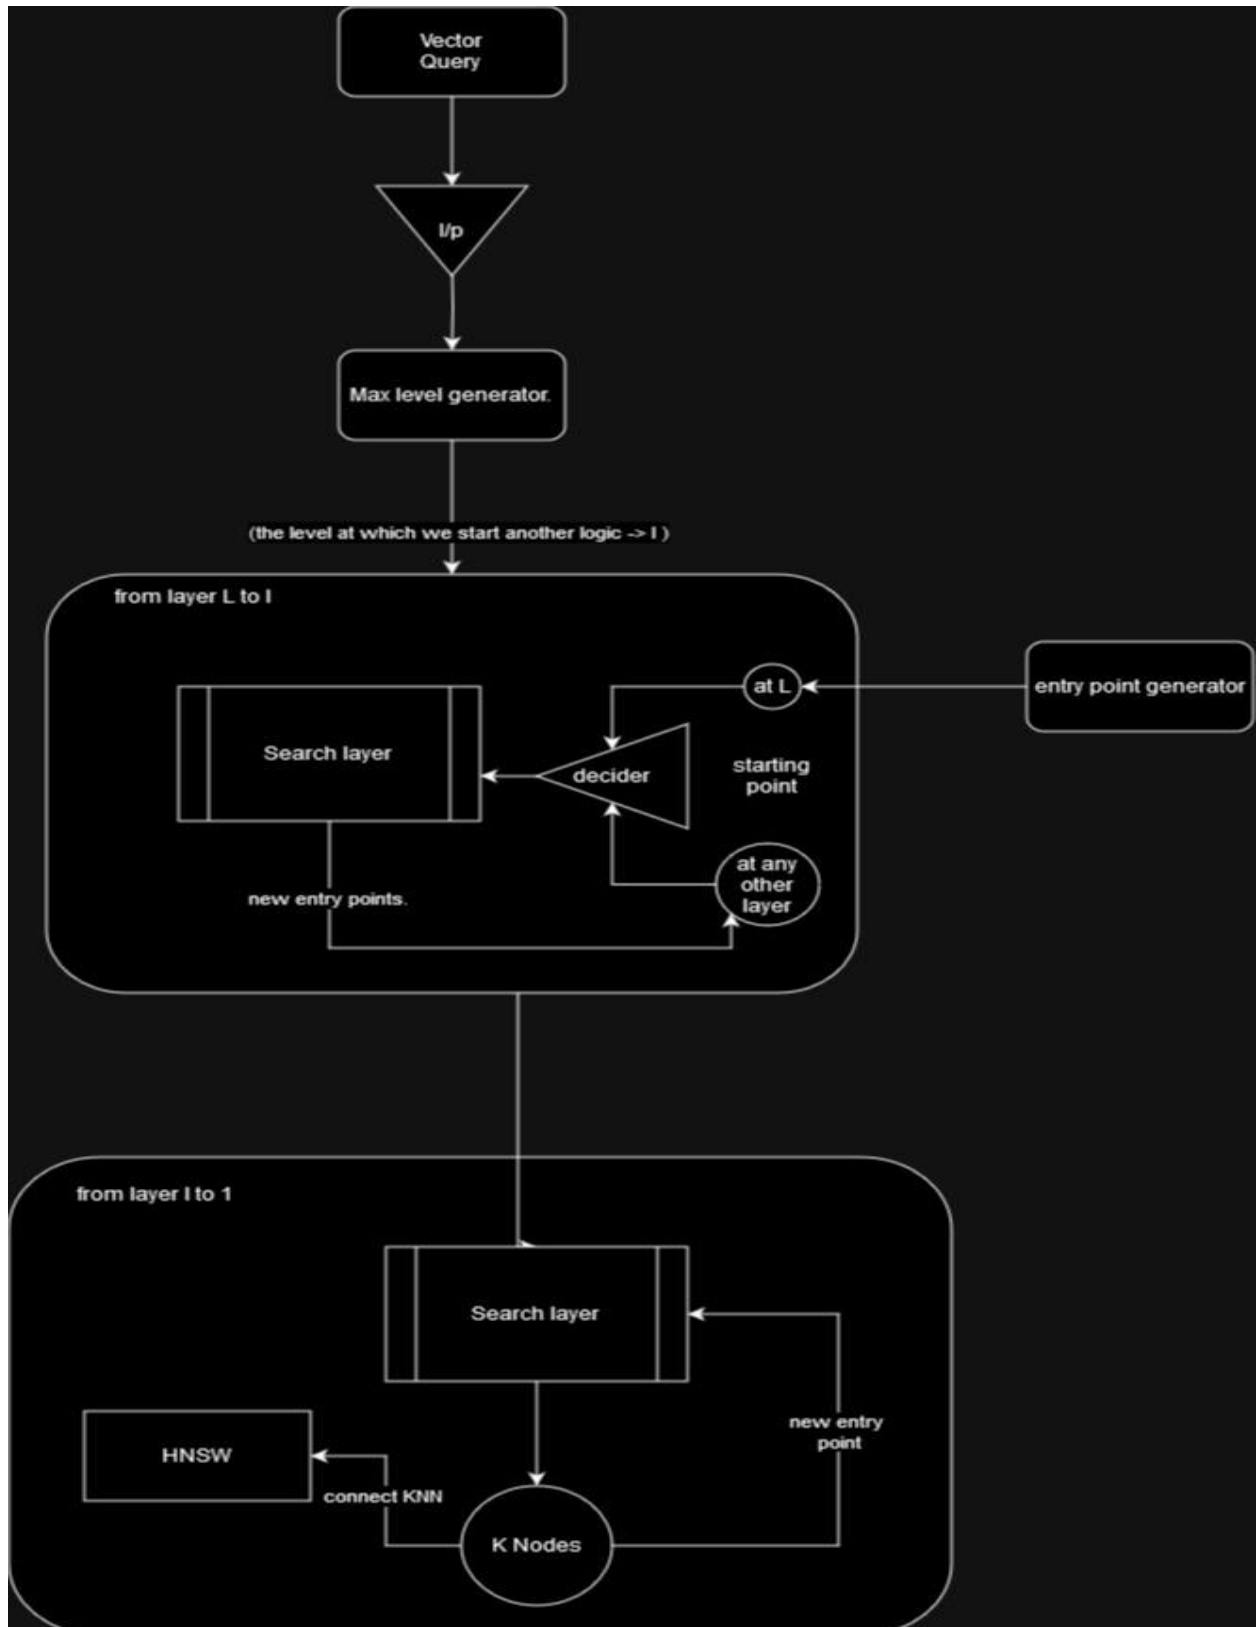 Vector
Query
I/p
Max level generator.
(the level at which we start another logic -> l )
from layer L to l
at L
entry point generator
Search layer
decider
starting
point
at any
other
layer
new entry points.
from layer l to 1
Search layer
new entry
point
HNSW
connect KNN
K Nodes